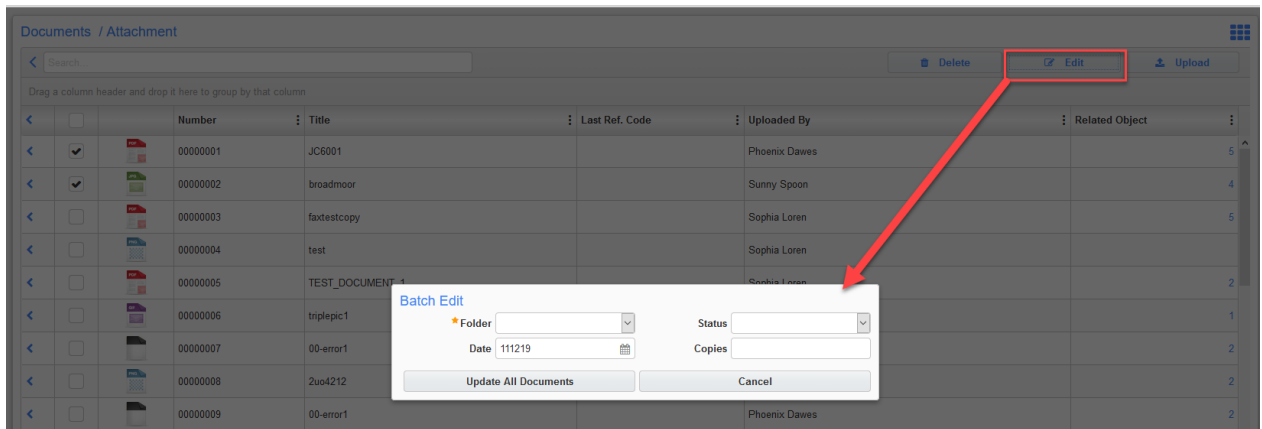 Documents / Attachment
Search...
Delete
Edit
Upload
Drag a column header and drop it here to group by that column
Number Title Last Ref. Code Uploaded By Related Object
PDF 00000001 JC6001 Phoenix Dawes 5
00000002 broadmoor Sunny Spoon 4
PDF 00000003 faxtestcopy Sophia Loren 5
00000004 test Sophia Loren
PDF 00000005 TEST_DOCUMENT_1 Sophia Loren 2
00000006 triplepic1 1
00000007 00-error1 2
00000008 2uo4212 2
00000009 00-error1 Phoenix Dawes 2
Batch Edit
Folder
Status
Date 111219
Copies
Update All Documents
Cancel